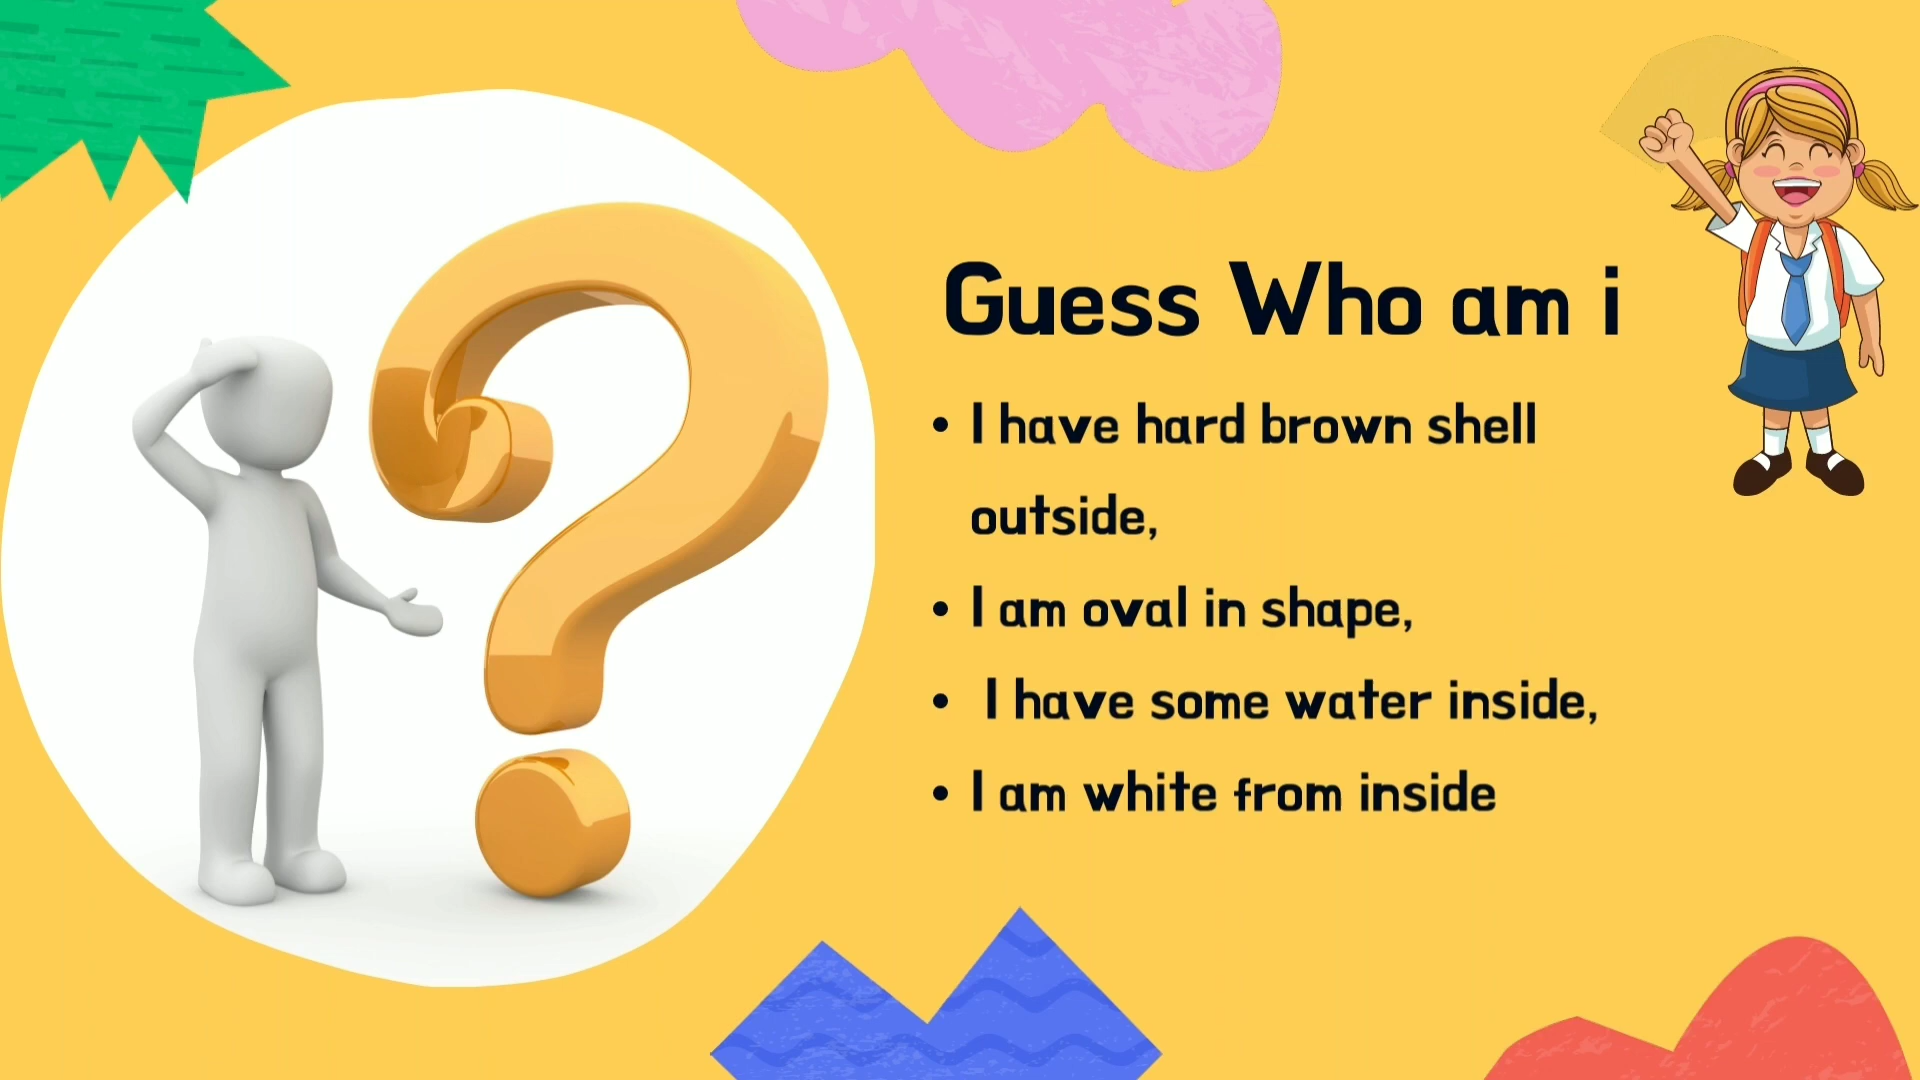 Guess Who am i
• I have hard brown shell
outside,
• I am oval in shape,
• I have some water inside,
• I am white from inside